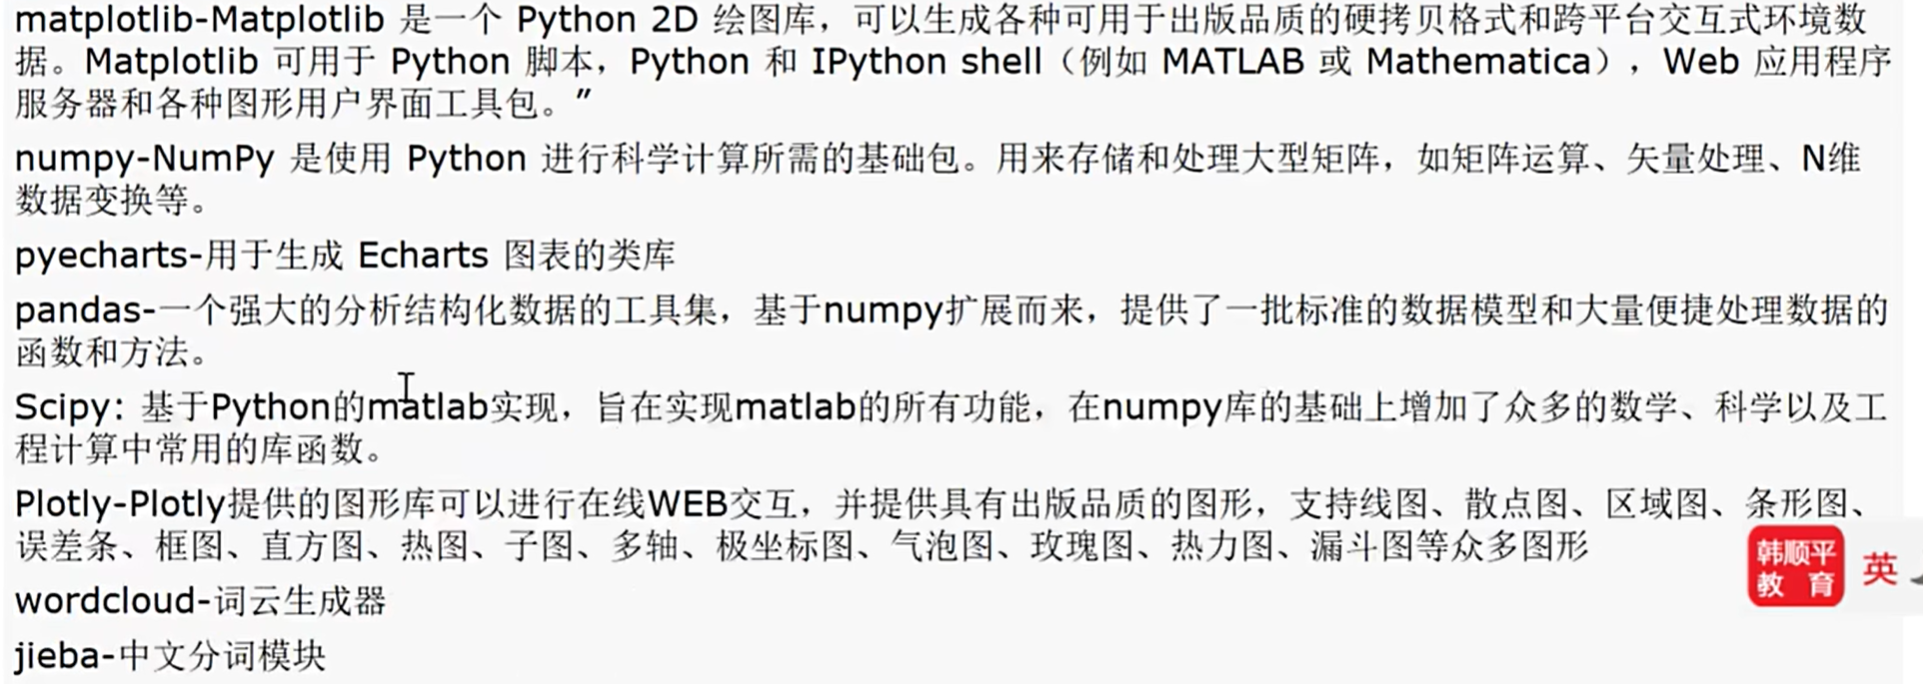 matplotlib-Matplotlib 是一个 Python 2D 绘图库，可以生成各种可用于出版品质的硬拷贝格式和跨平台交互式环境数
据。Matplotlib 可用于 Python 脚本，Python 和 IPython shell（例如 MATLAB 或 Mathematica），Web 应用程序
服务器和各种图形用户界面工具包。”
numpy-NumPy 是使用 Python 进行科学计算所需的基础包。用来存储和处理大型矩阵，如矩阵运算、矢量处理、N维
数据变换等。
pyecharts-用于生成 Echarts 图表的类库
pandas-一个强大的分析结构化数据的工具集，基于numpy扩展而来，提供了一批标准的数据模型和大量便捷处理数据的
函数和方法。
Scipy: 基于Python的matlab实现，旨在实现matlab的所有功能，在numpy库的基础上增加了众多的数学、科学以及工
程计算中常用的库函数。
Plotly-Plotly提供的图形库可以进行在线WEB交互，并提供具有出版品质的图形，支持线图、散点图、区域图、条形图、
误差条、框图、直方图、热图、子图、多轴、极坐标图、气泡图、玫瑰图、热力图、漏斗图等众多图形
韩顺平
教 育
英
wordcloud-词云生成器
jieba-中文分词模块